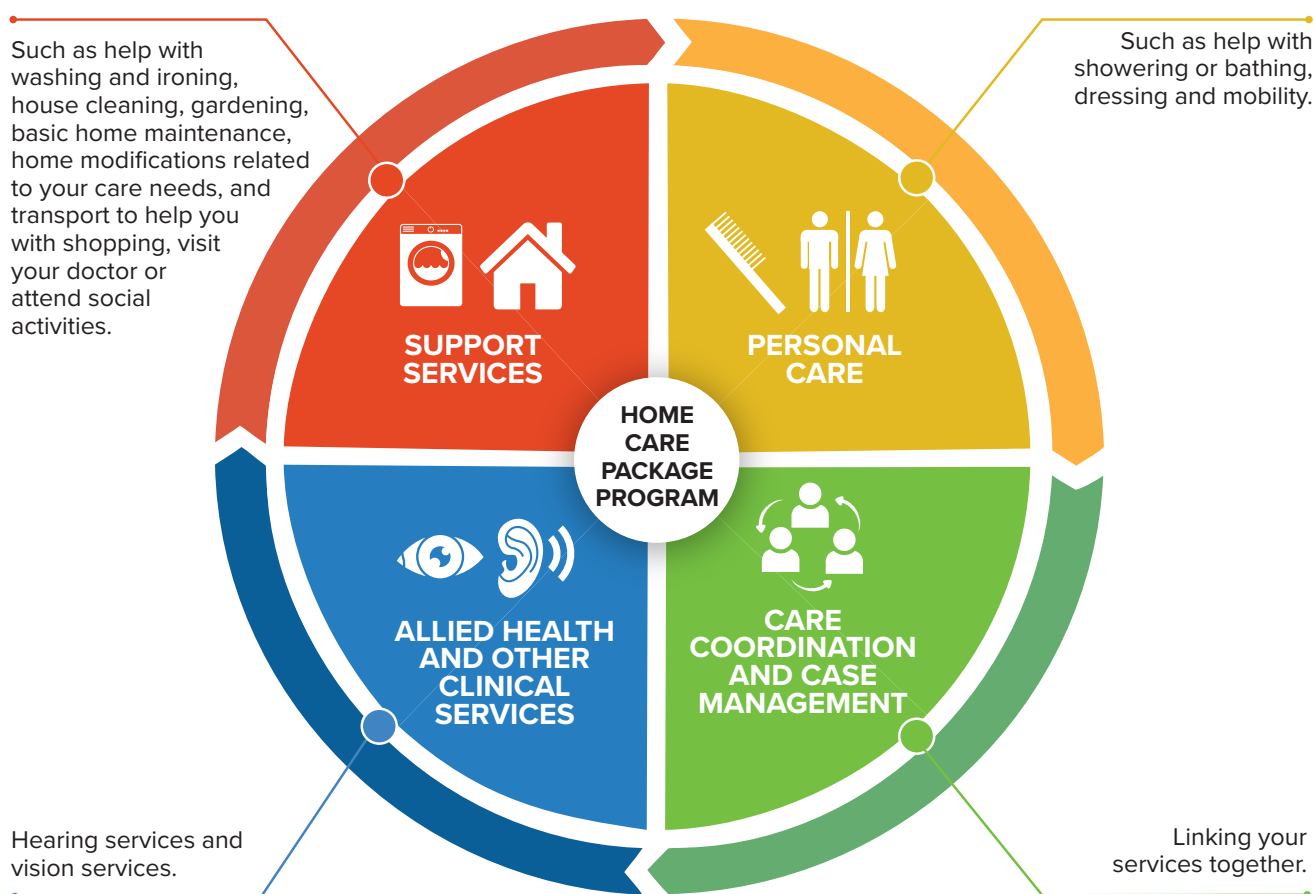 Such as help with
washing and ironing,
house cleaning, gardening,
basic home maintenance,
home modifications related
to your care needs, and
transport to help you
with shopping, visit
your doctor or
attend social
activities.
Such as help with
showering or bathing,
dressing and mobility.
SUPPORT
SERVICES
PERSONAL
CARE
HOME
CARE
PACKAGE
PROGRAM
ALLIED HEALTH
AND OTHER
CLINICAL
SERVICES
CARE
COORDINATION
AND CASE
MANAGEMENT
Hearing services and
vision services.
Linking your
services together.